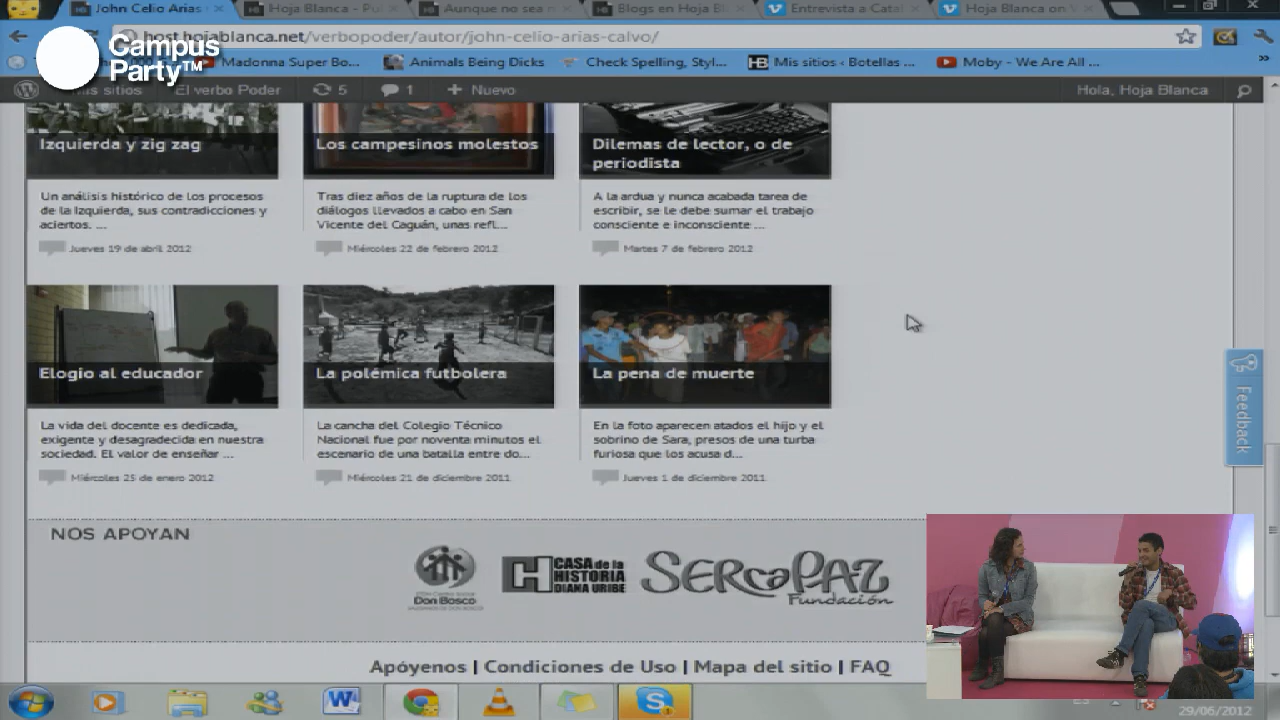 John Celio Arias
Hoja Blanca - Pu
Aunque no sea
Blogs en Hoja Bl
Entrevista a Catal
Hoja Blanca on
host.hojablanca.net/verbopoder/autor/john-celio-arias-calvo/
Campus
Party™
Madonna Super Bo...
Animals Being Dicks
Check Spelling, Styl...
Mis sitios ‹ Botellas ...
Moby - We Are All ...
»
Mis sitios
El verbo Poder
5
1
+ Nuevo
Hola, Hoja Blanca
Izquierda y zig zag
Un análisis histórico de los procesos
de la Izquierda, sus contradicciones y
aciertos. ...
Jueves 19 de abril 2012
Los campesinos molestos
Tras diez años de la ruptura de los
diálogos llevados a cabo en San
Vicente del Caguán, unas refl...
Miércoles 22 de febrero 2012
Dilemas de lector, o de
periodista
A la ardua y nunca acabada tarea de
escribir, se le debe sumar el trabajo
consciente e inconsciente ...
Martes 7 de febrero 2012
Elogio al educador
La vida del docente es dedicada,
exigente y desagradecida en nuestra
sociedad. El valor de enseñar ...
Miércoles 25 de enero 2012
La polémica futbolera
La cancha del Colegio Técnico
Nacional fue por noventa minutos el
escenario de una batalla entre do...
Miércoles 21 de diciembre 2011
La pena de muerte
En la foto aparecen atados el hijo y el
sobrino de Sara, presos de una turba
furiosa que los acusa d...
Jueves 1 de diciembre 2011
Feedback
NOS APOYAN
Don Bosco
CASA de la
HISTORIA
DIANA URIBE
SER PAZ
Fundación
Apóyenos | Condiciones de Uso | Mapa del sitio | FAQ
ES
29/06/2012